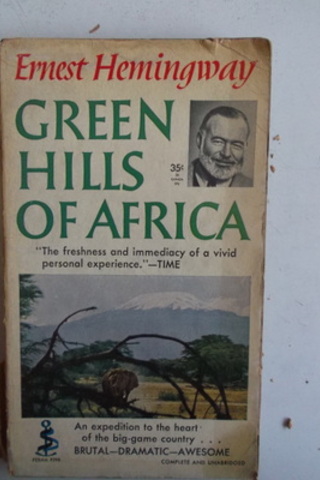 Ernest Hemingway
GREEN
HILLS
35¢
OF AFRICA
"The freshness and immediacy of a vivid
personal experience."—TIME
An expedition to the heart
of the big-game country . . .
BRUTAL—DRAMATIC—AWESOME
COMPLETE AND UNABRIDGED